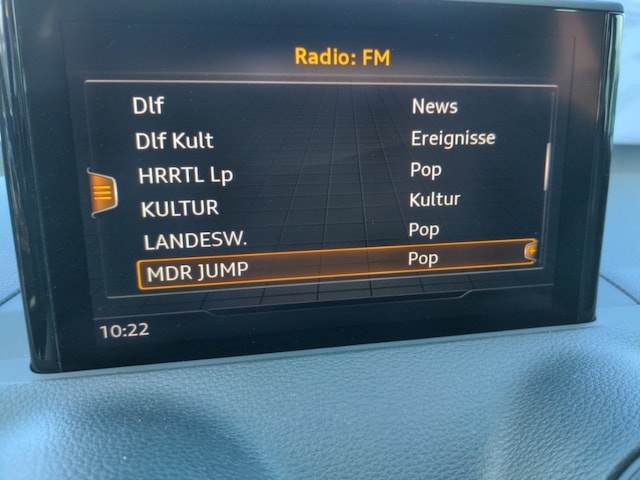 Radio: FM
Dlf News
Dlf Kult Ereignisse
HRRTL Lp Pop
KULTUR Kultur
LANDESW. Pop
MDR JUMP Pop
10:22